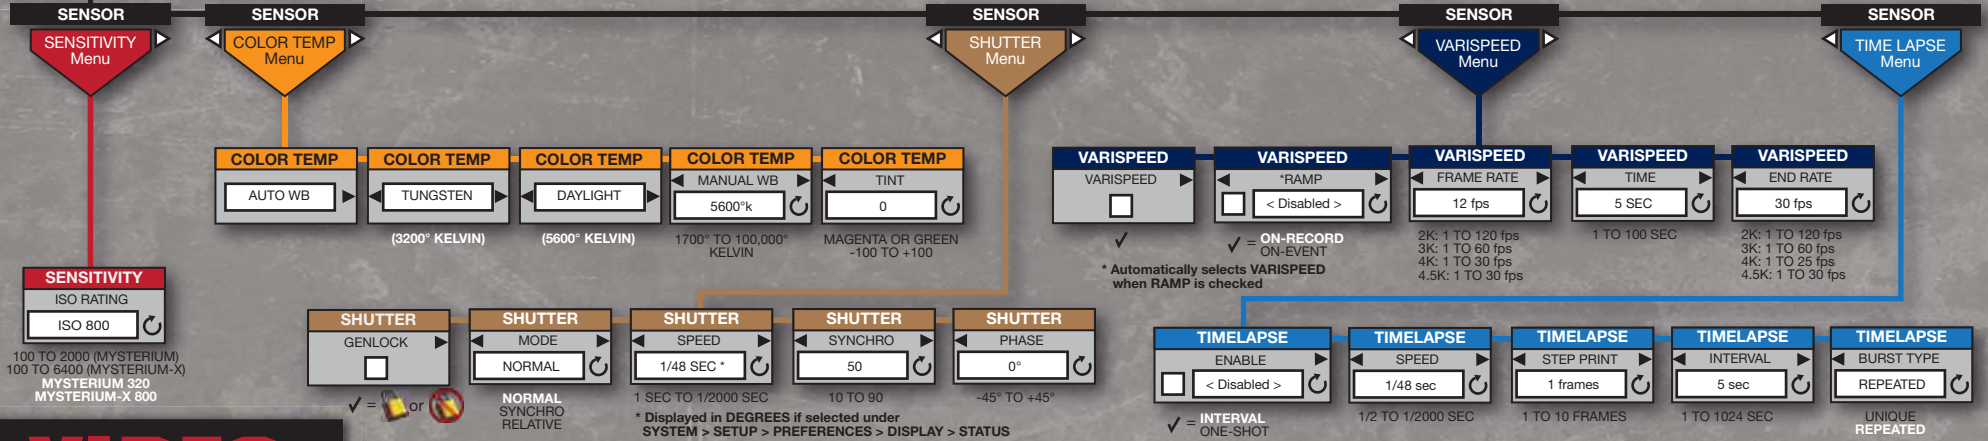 SENSOR
SENSITIVITY
Menu
SENSOR
COLOR TEMP
Menu
SENSOR
SHUTTER
Menu
SENSOR
VARISPEED
Menu
SENSOR
TIME LAPSE
Menu
COLOR TEMP
AUTO WB
COLOR TEMP
TUNGSTEN
(3200° KELVIN)
COLOR TEMP
DAYLIGHT
(5600° KELVIN)
COLOR TEMP
MANUAL WB
5600°k
1700° TO 100,000°
KELVIN
COLOR TEMP
TINT
0
MAGENTA OR GREEN
-100 TO +100
VARISPEED
VARISPEED
✓
VARISPEED
*RAMP
< Disabled >
✓ = ON-RECORD
ON-EVENT
* Automatically selects VARISPEED
when RAMP is checked
VARISPEED
FRAME RATE
12 fps
2K: 1 TO 120 fps
3K: 1 TO 60 fps
4K: 1 TO 30 fps
4.5K: 1 TO 30 fps
VARISPEED
TIME
5 SEC
1 TO 100 SEC
VARISPEED
END RATE
30 fps
2K: 1 TO 120 fps
3K: 1 TO 60 fps
4K: 1 TO 25 fps
4.5K: 1 TO 30 fps
SENSITIVITY
ISO RATING
ISO 800
100 TO 2000 (MYSTERIUM)
100 TO 6400 (MYSTERIUM-X)
MYSTERIUM 320
MYSTERIUM-X 800
SHUTTER
GENLOCK
✓ = or
SHUTTER
MODE
NORMAL
NORMAL
SYNCHRO
RELATIVE
SHUTTER
SPEED
1/48 SEC *
1 SEC TO 1/2000 SEC
* Displayed in DEGREES if selected under
SYSTEM > SETUP > PREFERENCES > DISPLAY > STATUS
SHUTTER
SYNCHRO
50
10 TO 90
SHUTTER
PHASE
0°
-45° TO +45°
TIMELAPSE
ENABLE
< Disabled >
✓ = INTERVAL
ONE-SHOT
TIMELAPSE
SPEED
1/48 sec
1/2 TO 1/2000 SEC
TIMELAPSE
STEP PRINT
1 frames
1 TO 10 FRAMES
TIMELAPSE
INTERVAL
5 sec
1 TO 1024 SEC
TIMELAPSE
BURST TYPE
REPEATED
UNIQUE
REPEATED